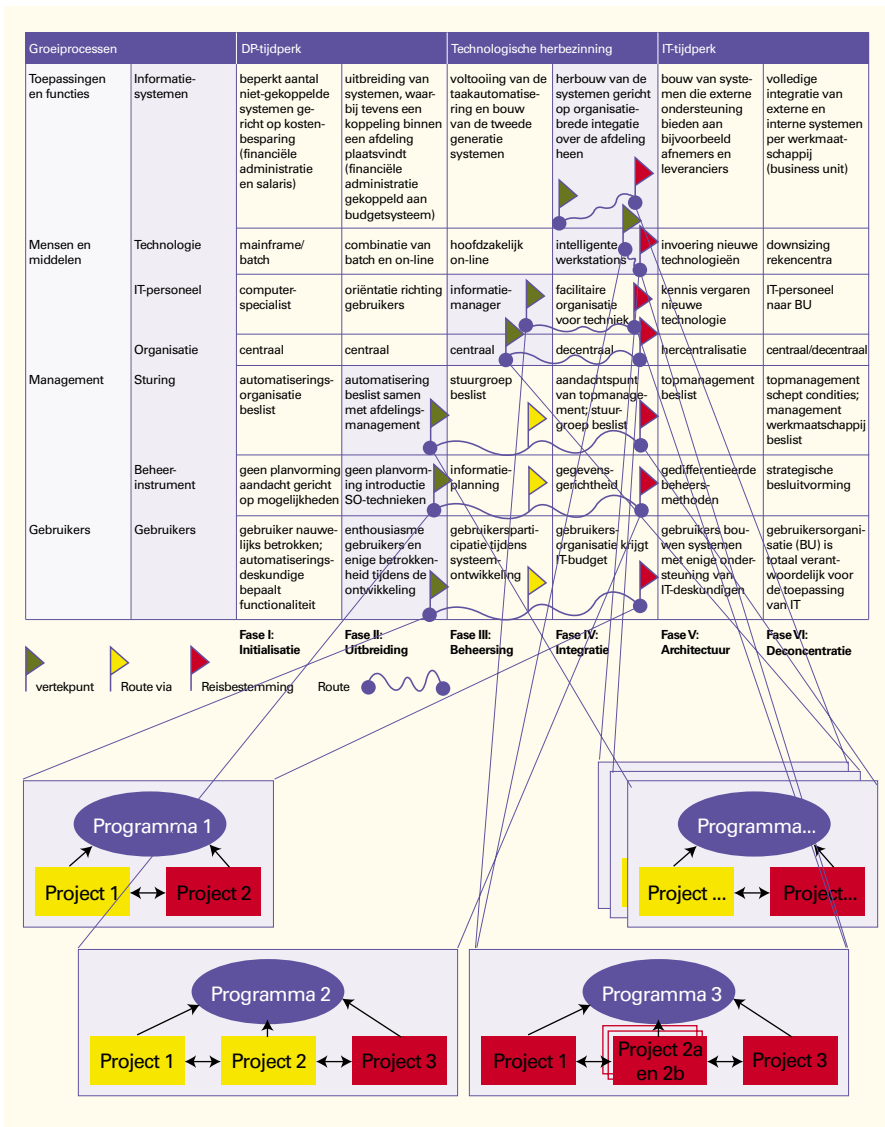 Groeiprocessen
DP-tijdperk
Technologische herbezinning
IT-tijdperk
Toepassingen
en functies
Informatie-
systemen
beperkt aantal
niet-gekoppelde
systemen ge-
richt op kosten-
besparing
(financiële
administratie
en salaris)
uitbreiding van
systemen, waar-
bij tevens een
koppeling binnen
een afdeling
plaatsvindt
(financiële
administratie
gekoppeld aan
budgetsysteem)
voltooiing van de
taakautomatise-
ring en bouw
van de tweede
generatie
systemen
herbouw van de
systemen gericht
op organisatie-
brede integatie
over de afdeling
heen
bouw van syste-
men die externe
ondersteuning
bieden aan
bijvoorbeeld
afnemers en
leveranciers
volledige
integratie van
externe en
interne systemen
per werkmaat-
schappij
(business unit)
Mensen en
middelen
Technologie
mainframe/
batch
combinatie van
batch en on-line
hoofdzakelijk
on-line
intelligente
werkstations
invoering nieuwe
technologieën
downsizing
rekencentra
IT-personeel
computer-
specialist
oriëntatie richting
gebruikers
informatie-
manager
facilitaire
organisatie
voor techniek
kennis vergaren
nieuwe
technologie
IT-personeel
naar BU
Organisatie
centraal
centraal
centraal
decentraal
hercentralisatie
centraal/decentraal
Management
Sturing
automatiserings-
organisatie
beslist
automatisering
beslist samen
met afdelings-
management
stuurgroep
beslist
aandachtspunt
van topmanage-
ment; stuur-
groep beslist
topmanagement
beslist
topmanagement
schept condities;
management
werkmaatschappij
beslist
Beheer-
instrument
geen planvorming
aandacht gericht
op mogelijkheden
geen planvorm-
ming introductie
SO-technieken
informatie-
planning
gegevens-
gerichtheid
gedifferentieerde
beheers-
methoden
strategische
besluitvorming
Gebruikers
Gebruikers
gebruiker nauwe-
lijks betrokken;
automatiserings-
deskundige
bepaalt
functionaliteit
enthousiasme
gebruikers en
enige betrokken-
heid tijdens de
ontwikkeling
gebruikersparti-
cipatie tijdens
systeem-
ontwikkeling
gebruikers-
organisatie krijgt
IT-budget
gebruikers bou-
wen systemen
met enige onder-
steuning van
IT-deskundigen
gebruikersorgani-
satie (BU) is
totaal verant-
woordelijk voor
de toepassing
van IT
Fase I:
Initialisatie
Fase II:
Uitbreiding
Fase III:
Beheersing
Fase IV:
Integratie
Fase V:
Architectuur
Fase VI:
Deconcentratie
vertekpunt
Route via
Reisbestemming
Route
Programma 1
Project 1
Project 2
Programma...
Project ...
Project...
Programma 2
Project 1
Project 2
Project 3
Programma 3
Project 1
Project 2a
en 2b
Project 3